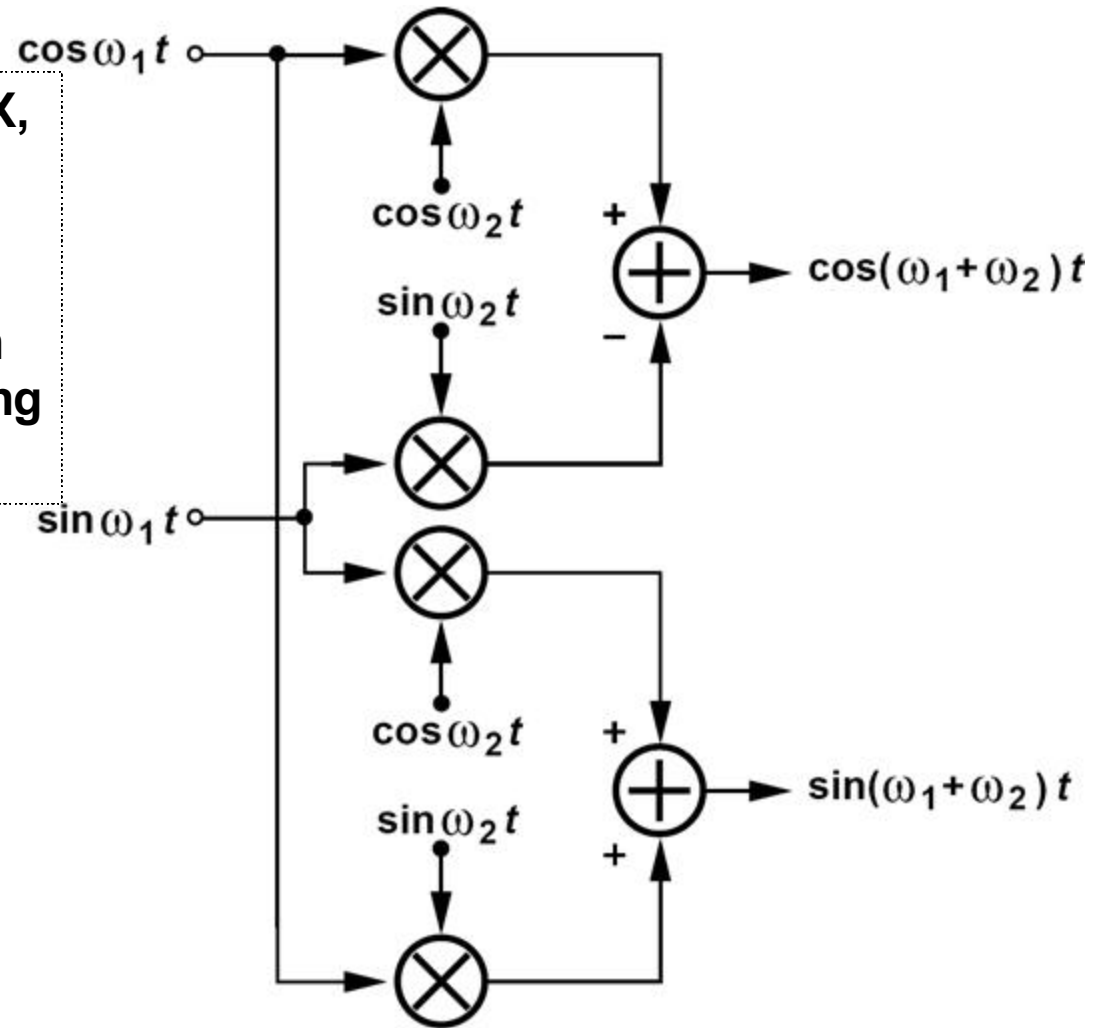 cos ω₁ t
X,
cos ω₂ t
+
sin ω₂ t
cos(ω₁+ω₂) t
−
ng
sin ω₁ t
cos ω₂ t
+
sin ω₂ t
sin(ω₁+ω₂) t
+